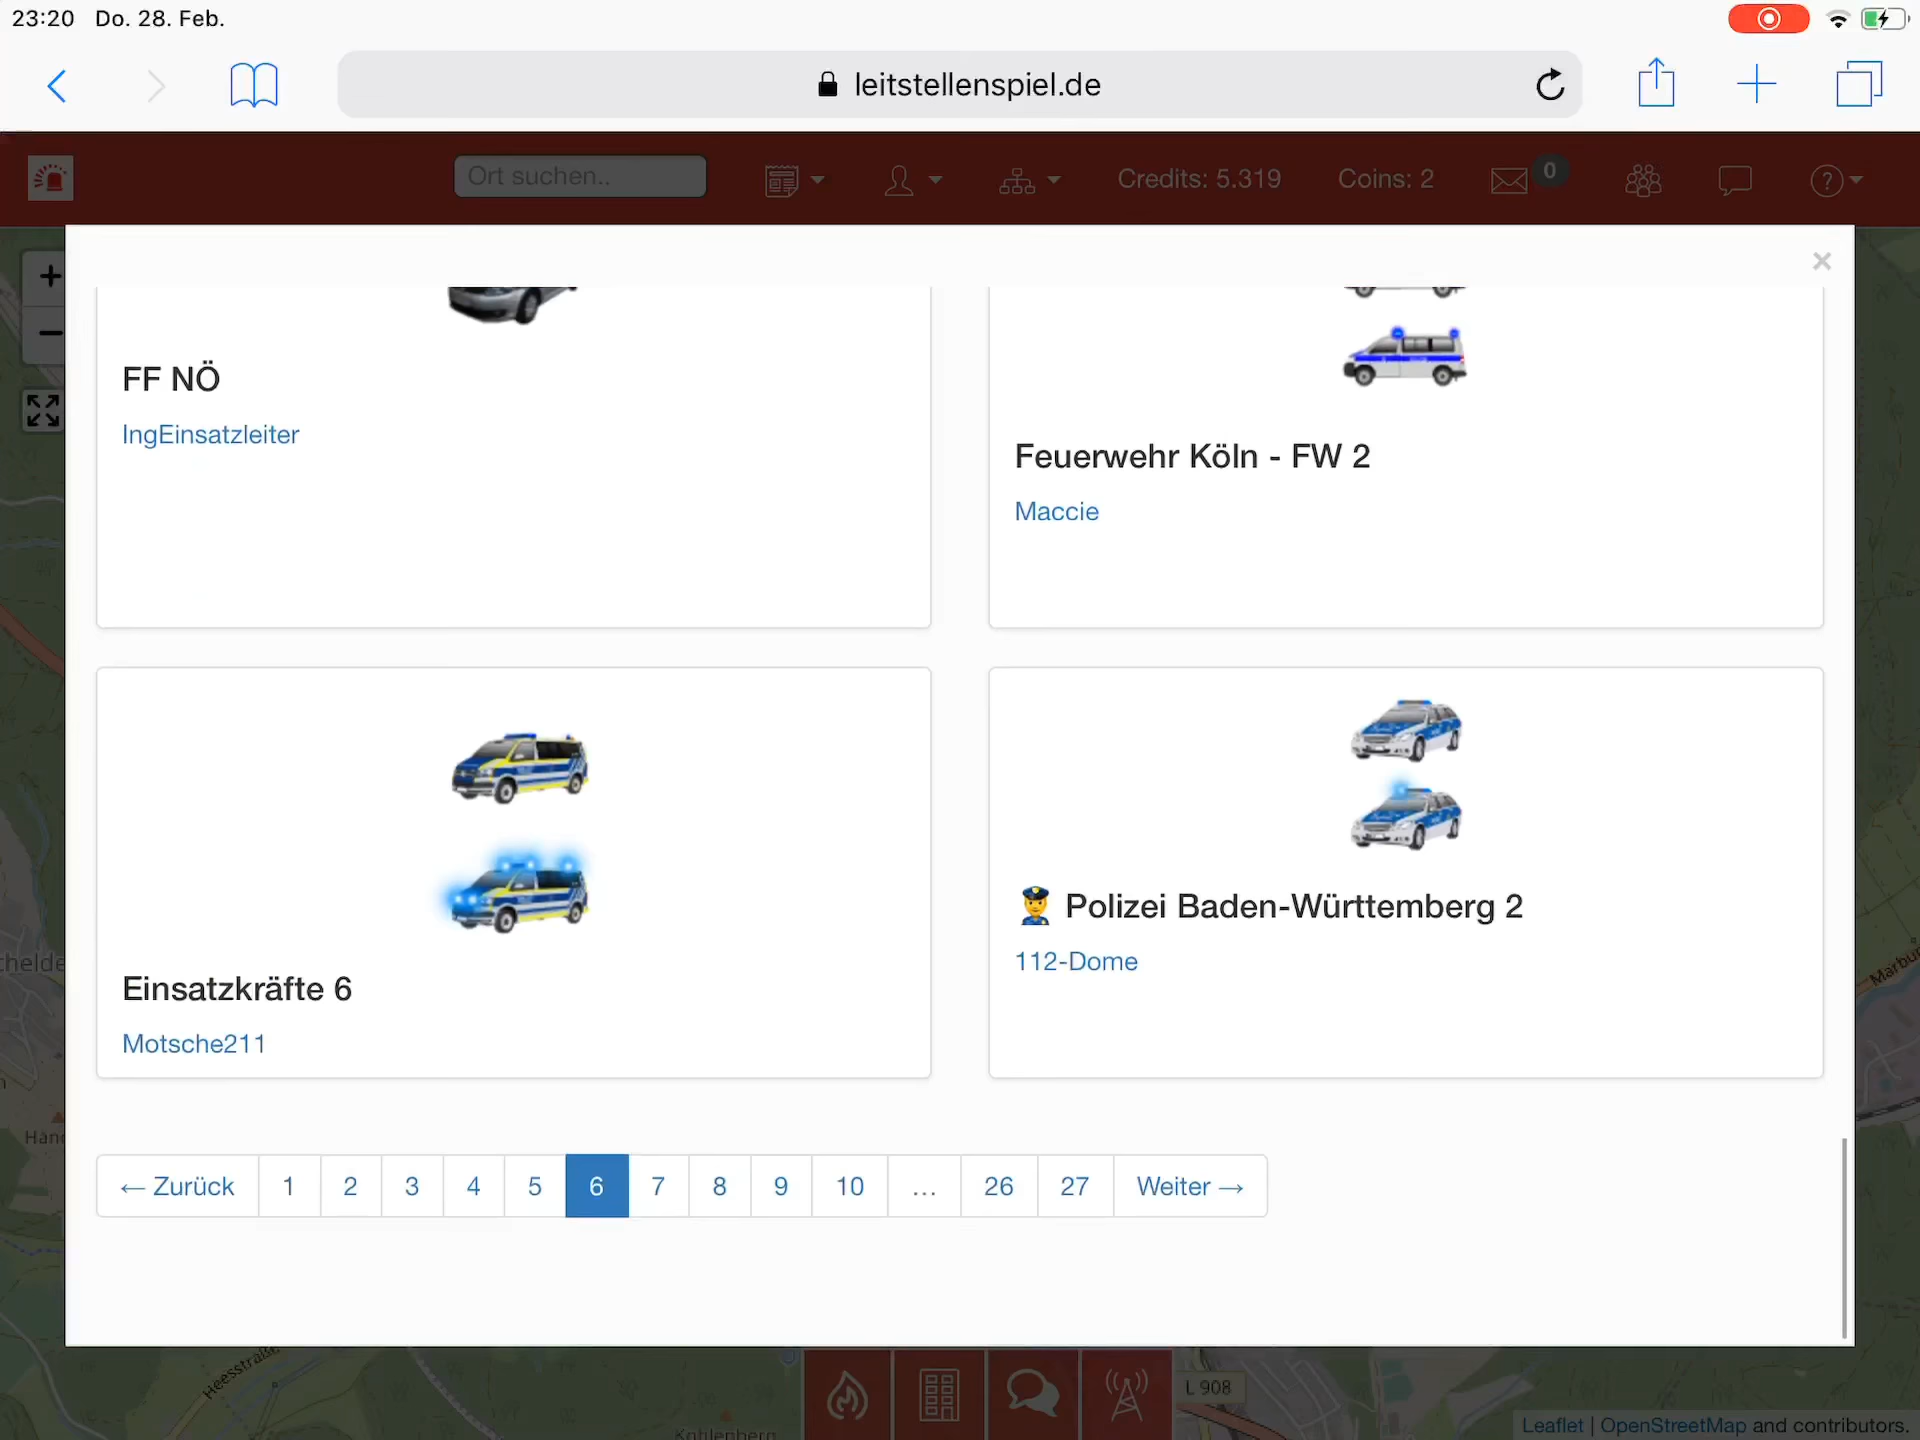 23:20 Do. 28. Feb.
leitstellenspiel.de
Ort suchen..
Credits: 5.319
Coins: 2
0
?
+
−
×
FF NÖ
IngEinsatzleiter
Feuerwehr Köln - FW 2
Maccie
Einsatzkräfte 6
Motsche211
Polizei Baden-Württemberg 2
112-Dome
← Zurück 1 2 3 4 5 6 7 8 9 10 … 26 27 Weiter →
Heesstraße
L 908
Leaflet | OpenStreetMap and contributors.